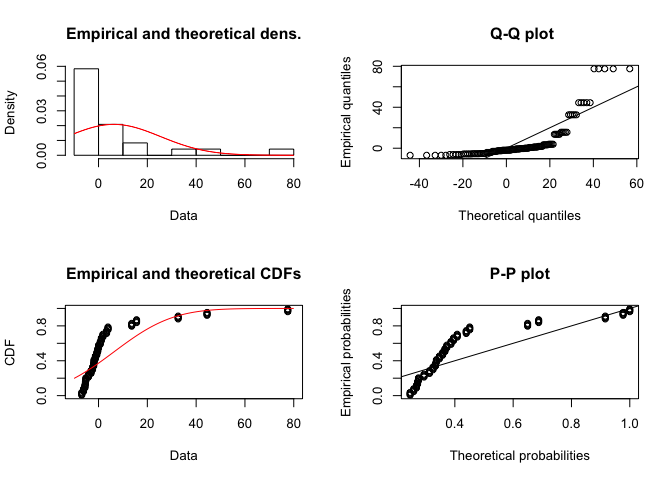 Empirical and theoretical dens.
Density
0.00
0.03
0.06
0 20 40 60 80
Data
Q-Q plot
Empirical quantiles
0
40
80
-40 -20 0 20 40 60
Theoretical quantiles
Empirical and theoretical CDFs
CDF
0.0
0.4
0.8
0 20 40 60 80
Data
P-P plot
Empirical probabilities
0.0
0.4
0.8
0.4 0.6 0.8 1.0
Theoretical probabilities